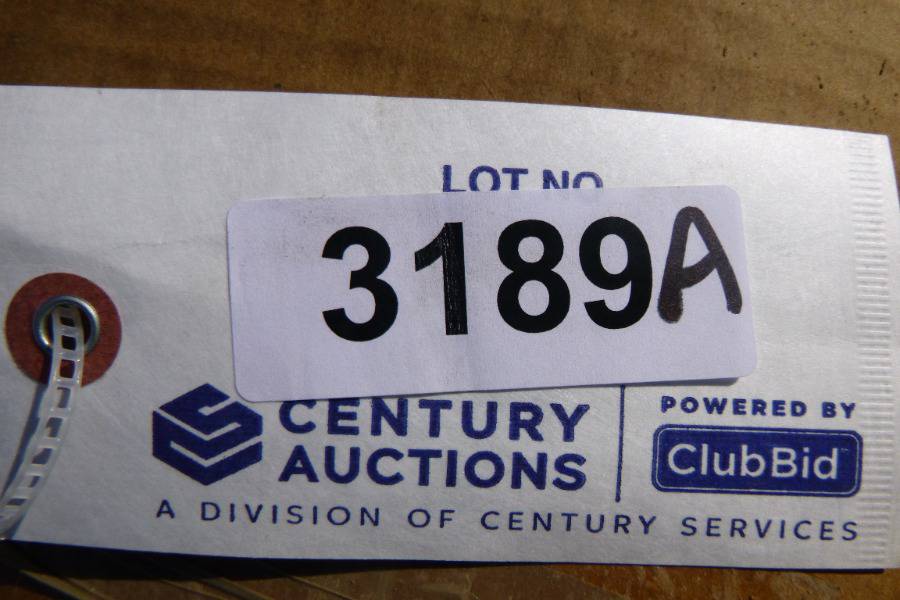 LOT NO
3189A
CENTURY
AUCTIONS
POWERED BY
ClubBid
A DIVISION OF CENTURY SERVICES